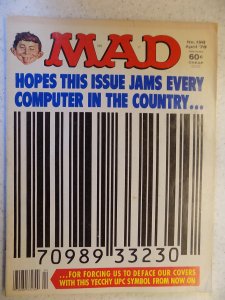 MAD
No. 198
April '78
60¢
CHEAP
HOPES THIS ISSUE JAMS EVERY
COMPUTER IN THE COUNTRY...
70989 33230
...FOR FORCING US TO DEFACE OUR COVERS
WITH THIS YECCHY UPC SYMBOL FROM NOW ON